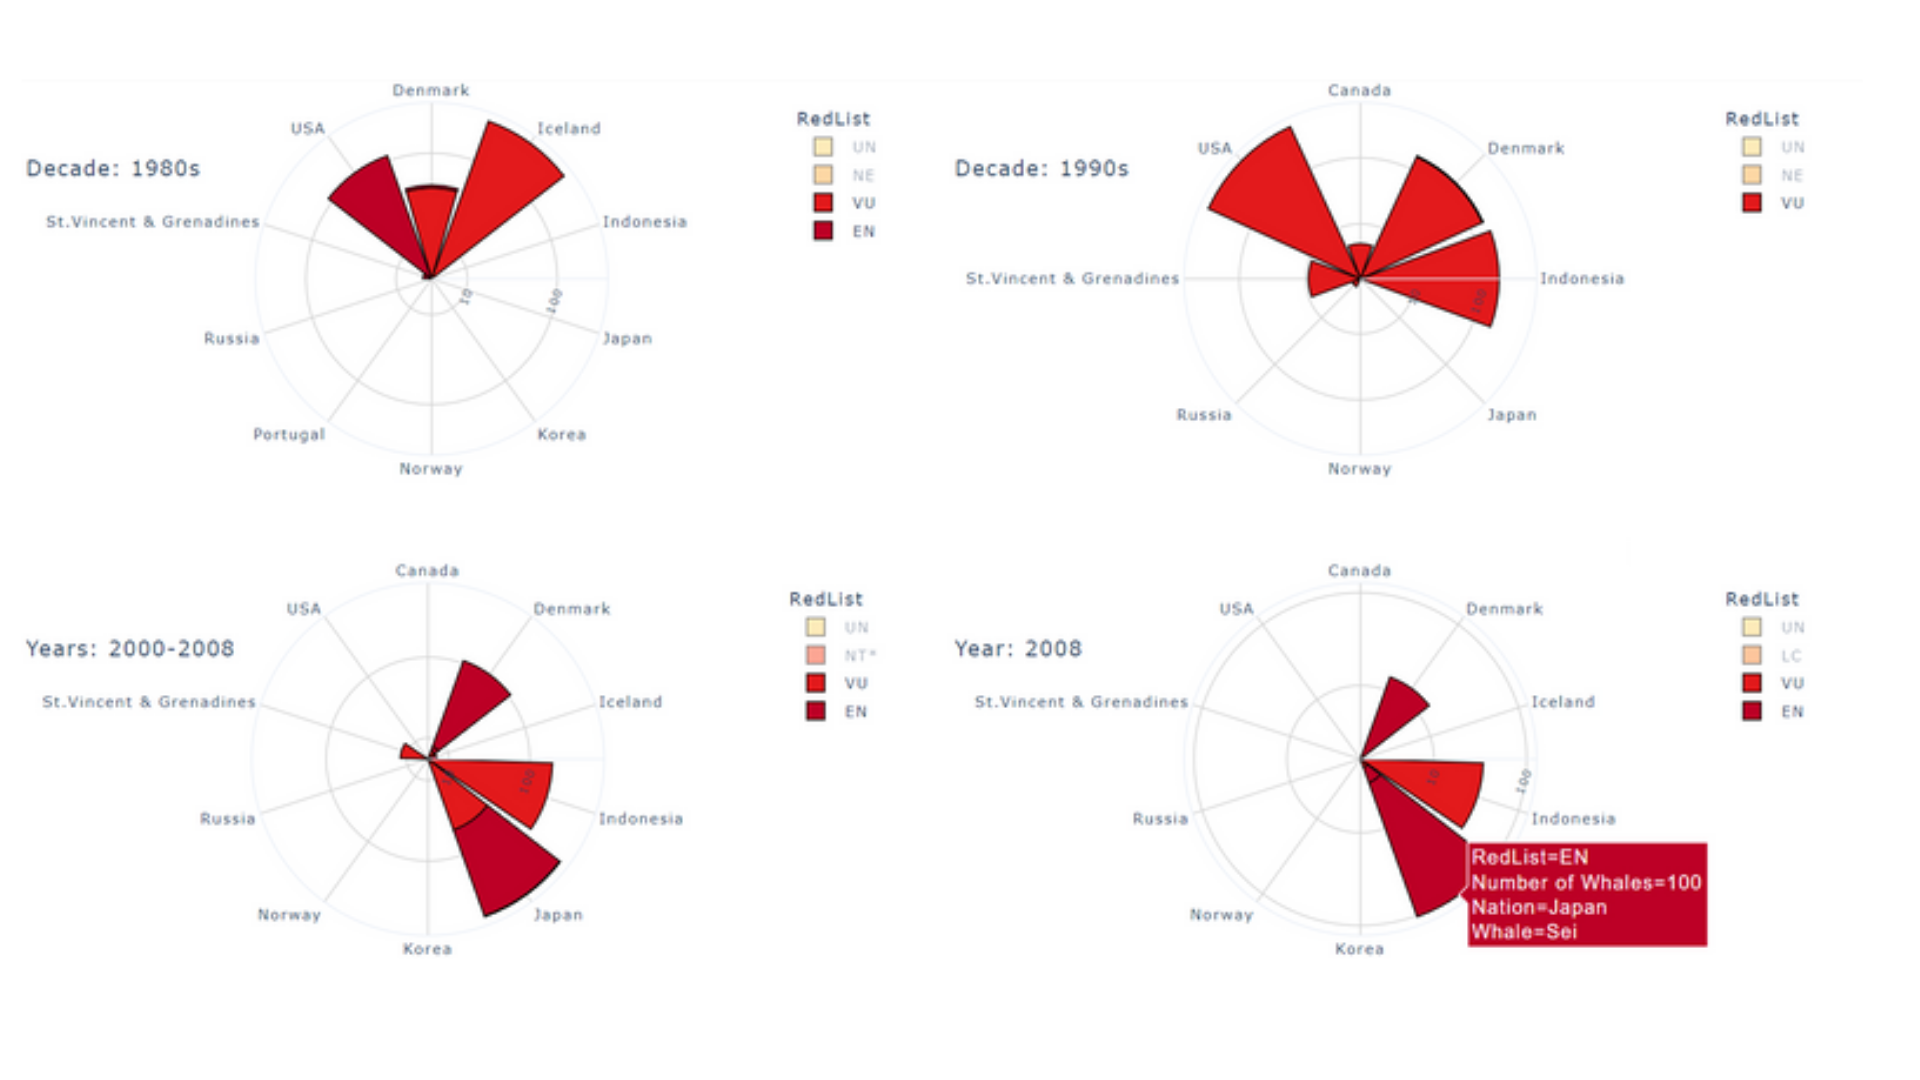 Denmark
USA
Iceland
Decade: 1980s
St.Vincent & Grenadines
Indonesia
10
100
Russia
Japan
Portugal
Korea
Norway
RedList
UN
NE
VU
EN
Canada
USA
Denmark
Decade: 1990s
St.Vincent & Grenadines
Indonesia
10
100
Russia
Japan
Norway
RedList
UN
NE
VU
Canada
USA
Denmark
Years: 2000-2008
St.Vincent & Grenadines
Iceland
10
100
Russia
Indonesia
Norway
Japan
Korea
RedList
UN
NT*
VU
EN
Canada
USA
Denmark
Year: 2008
St.Vincent & Grenadines
Iceland
10
100
Russia
Indonesia
Norway
Korea
RedList
UN
LC
VU
EN
RedList=EN
Number of Whales=100
Nation=Japan
Whale=Sei